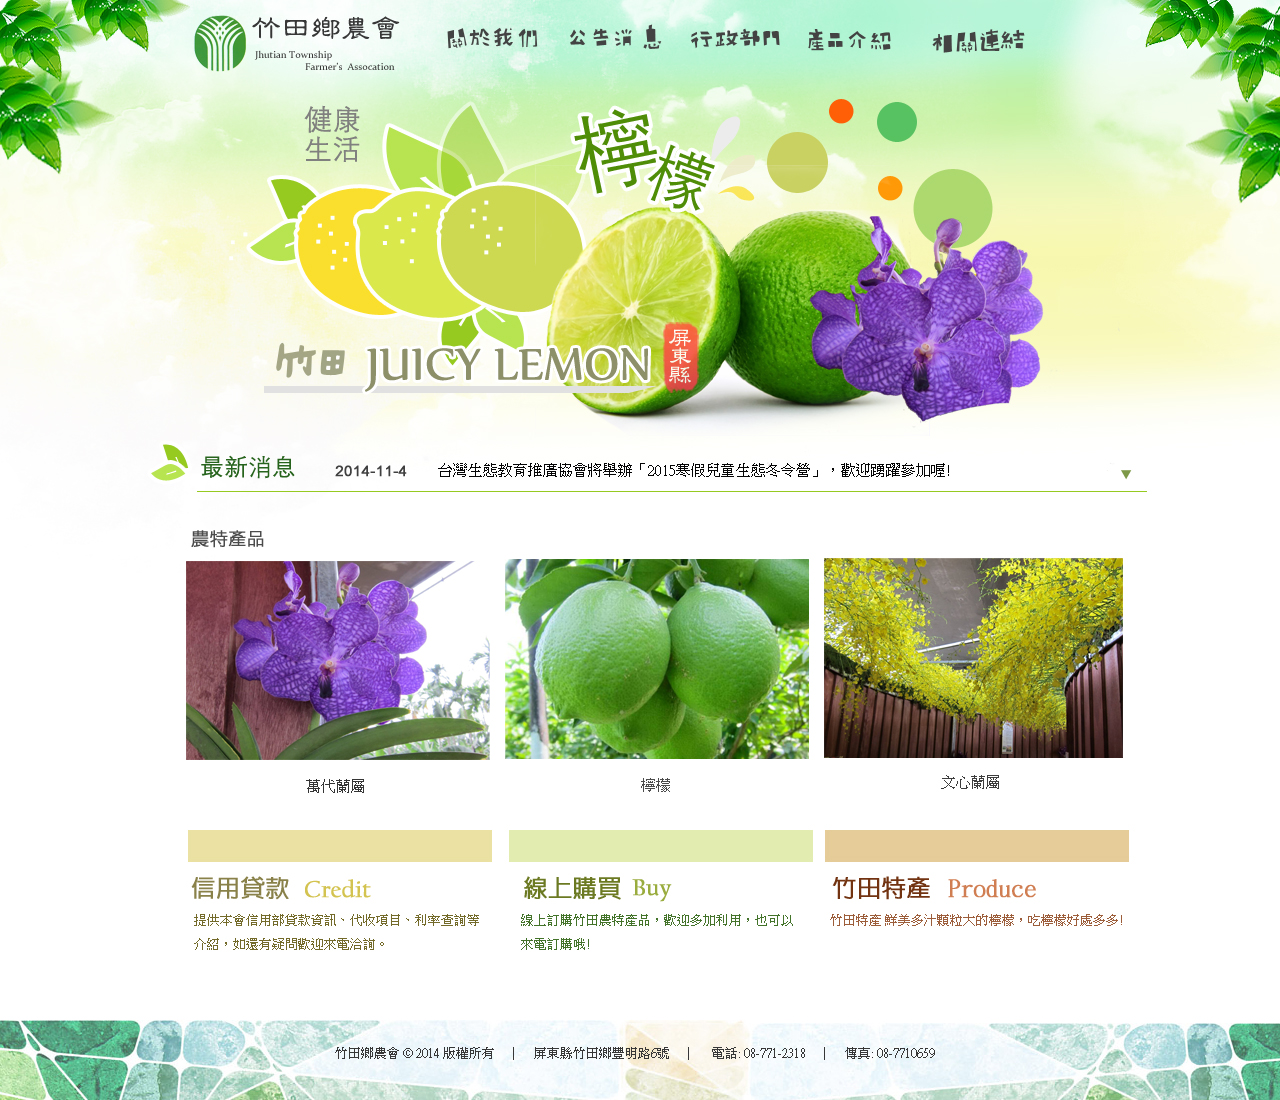 竹田鄉農會
Jhutian Township
Farmer's Assocation
關於我們
公告消息
行政部門
產品介紹
相關連結
健康
生活
檸檬
竹田 JUICY LEMON
屏東縣
最新消息
2014-11-4
台灣生態教育推廣協會將舉辦「2015寒假兒童生態冬令營」，歡迎踴躍參加喔!
農特產品
萬代蘭屬
檸檬
文心蘭屬
信用貸款 Credit
提供本會信用部貸款資訊、代收項目、利率查詢等
介紹，如還有疑問歡迎來電洽詢。
線上購買 Buy
線上訂購竹田農特產品，歡迎多加利用，也可以
來電訂購哦!
竹田特產 Produce
竹田特產 鮮美多汁顆粒大的檸檬，吃檸檬好處多多!
竹田鄉農會 © 2014 版權所有 | 屏東縣竹田鄉豐明路6號 | 電話: 08-771-2318 | 傳真: 08-7710659